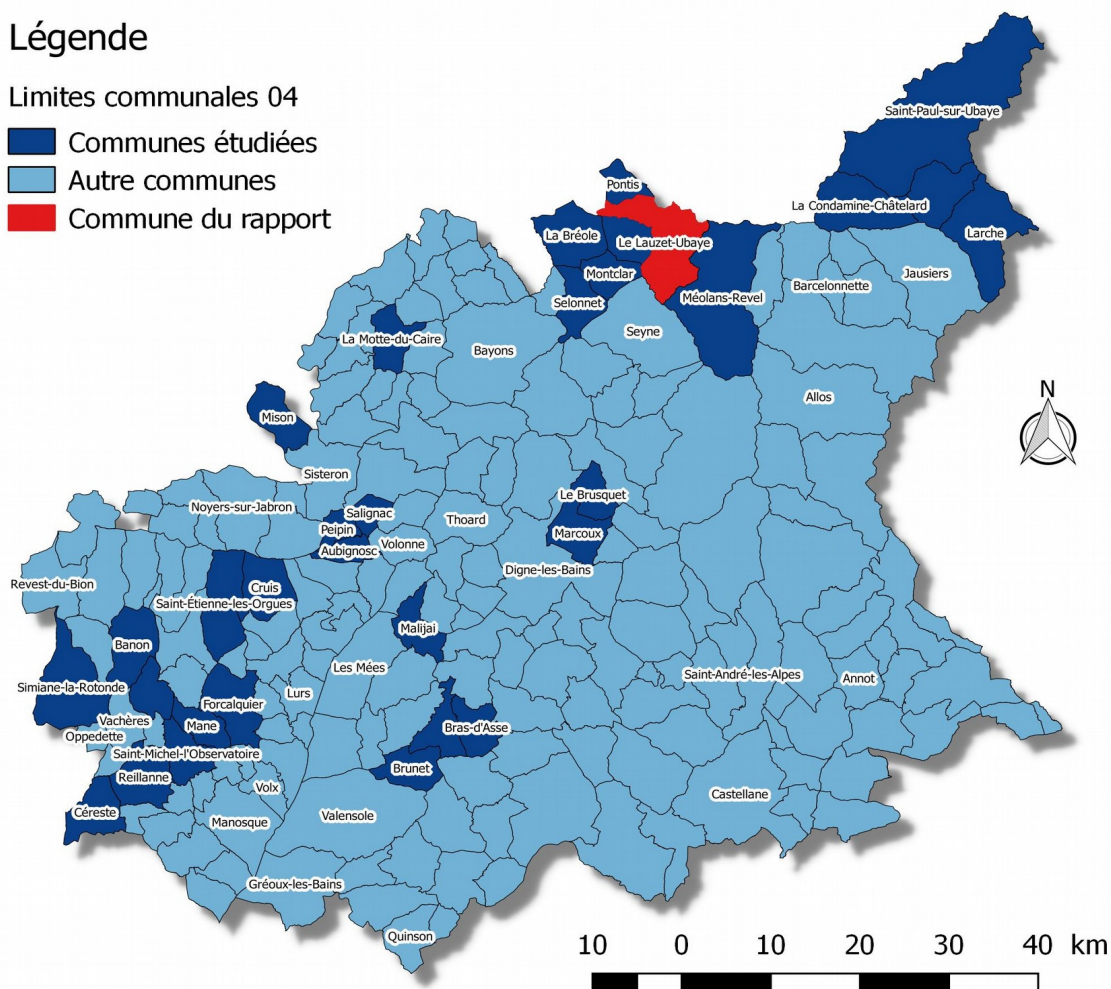 Légende
Limites communales 04
Communes étudiées
Autre communes
Commune du rapport
Saint-Paul-sur-Ubaye
Pontis
La Condamine-Châtelard
La Bréole
Le Lauzet-Ubaye
Larche
Montclar
Jausiers
Barcelonnette
Selonnet
Méolans-Revel
Seyne
La Motte-du-Caire
Bayons
Allos
N
Mison
Sisteron
Le Brusquet
Noyers-sur-Jabron
Salignac
Thoard
Peipin
Marcoux
Aubignosc
Volonne
Digne-les-Bains
Revest-du-Bion
Cruis
Saint-Étienne-les-Orgues
Malijai
Banon
Les Mées
Saint-André-les-Alpes
Annot
Simiane-la-Rotonde
Lurs
Forcalquier
Vachères
Mane
Bras-d'Asse
Oppedette
Saint-Michel-l'Observatoire
Brunet
Reillanne
Volx
Castellane
Céreste
Manosque
Valensole
Gréoux-les-Bains
Quinson
10 0 10 20 30 40 km